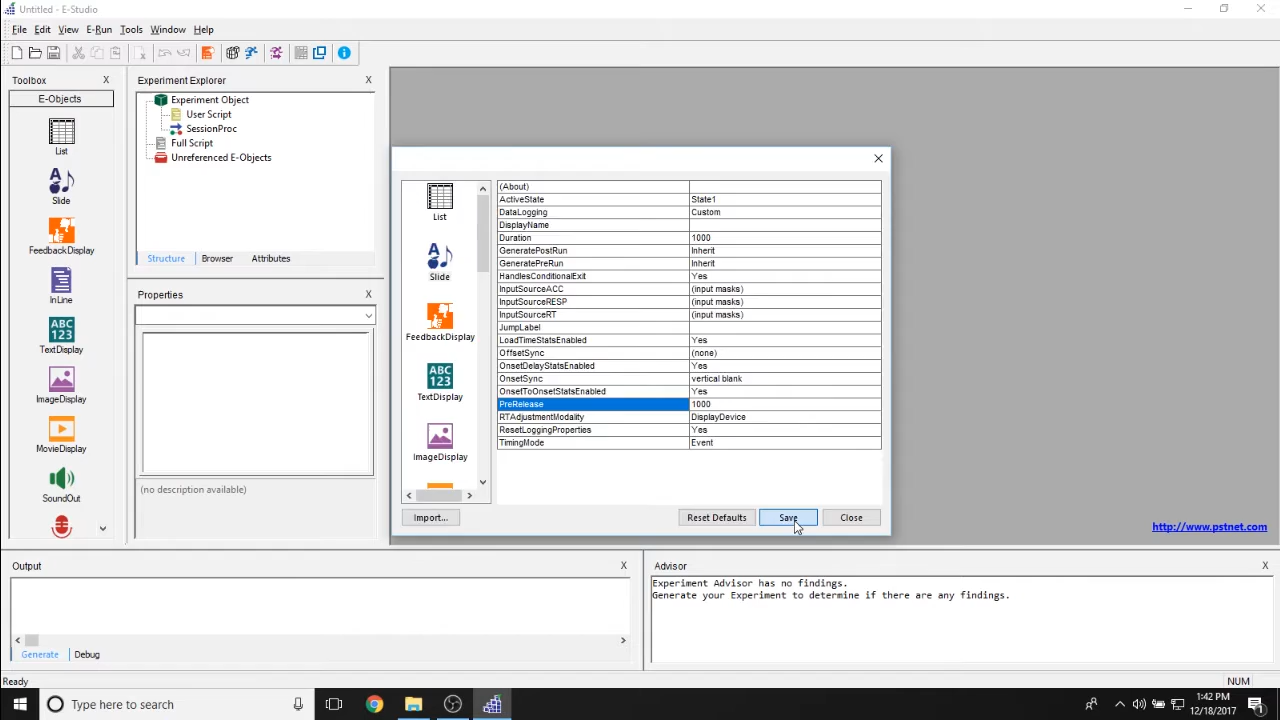 Untitled - E-Studio
File Edit View E-Run Tools Window Help
Toolbox X
E-Objects
List
Slide
FeedbackDisplay
InLine
ABC
123
TextDisplay
ImageDisplay
MovieDisplay
SoundOut
Experiment Explorer X
Experiment Object
User Script
SessionProc
Full Script
Unreferenced E-Objects
Structure Browser Attributes
Properties X
(no description available)
List
Slide
FeedbackDisplay
ABC
123
TextDisplay
ImageDisplay
(About)
ActiveState State1
DataLogging Custom
DisplayName
Duration 1000
GeneratePostRun Inherit
GeneratePreRun Inherit
HandlesConditionalExit Yes
InputSourceACC (input masks)
InputSourceRESP (input masks)
InputSourceRT (input masks)
JumpLabel
LoadTimeStatsEnabled Yes
OffsetSync (none)
OnsetDelayStatsEnabled Yes
OnsetSync vertical blank
OnsetToOnsetStatsEnabled Yes
PreRelease 1000
RTAdjustmentModality DisplayDevice
ResetLoggingProperties Yes
TimingMode Event
Import... Reset Defaults Save Close
http://www.pstnet.com
Output X
Generate Debug
Advisor X
Experiment Advisor has no findings.
Generate your Experiment to determine if there are any findings.
Ready NUM
Type here to search
1:42 PM
12/18/2017